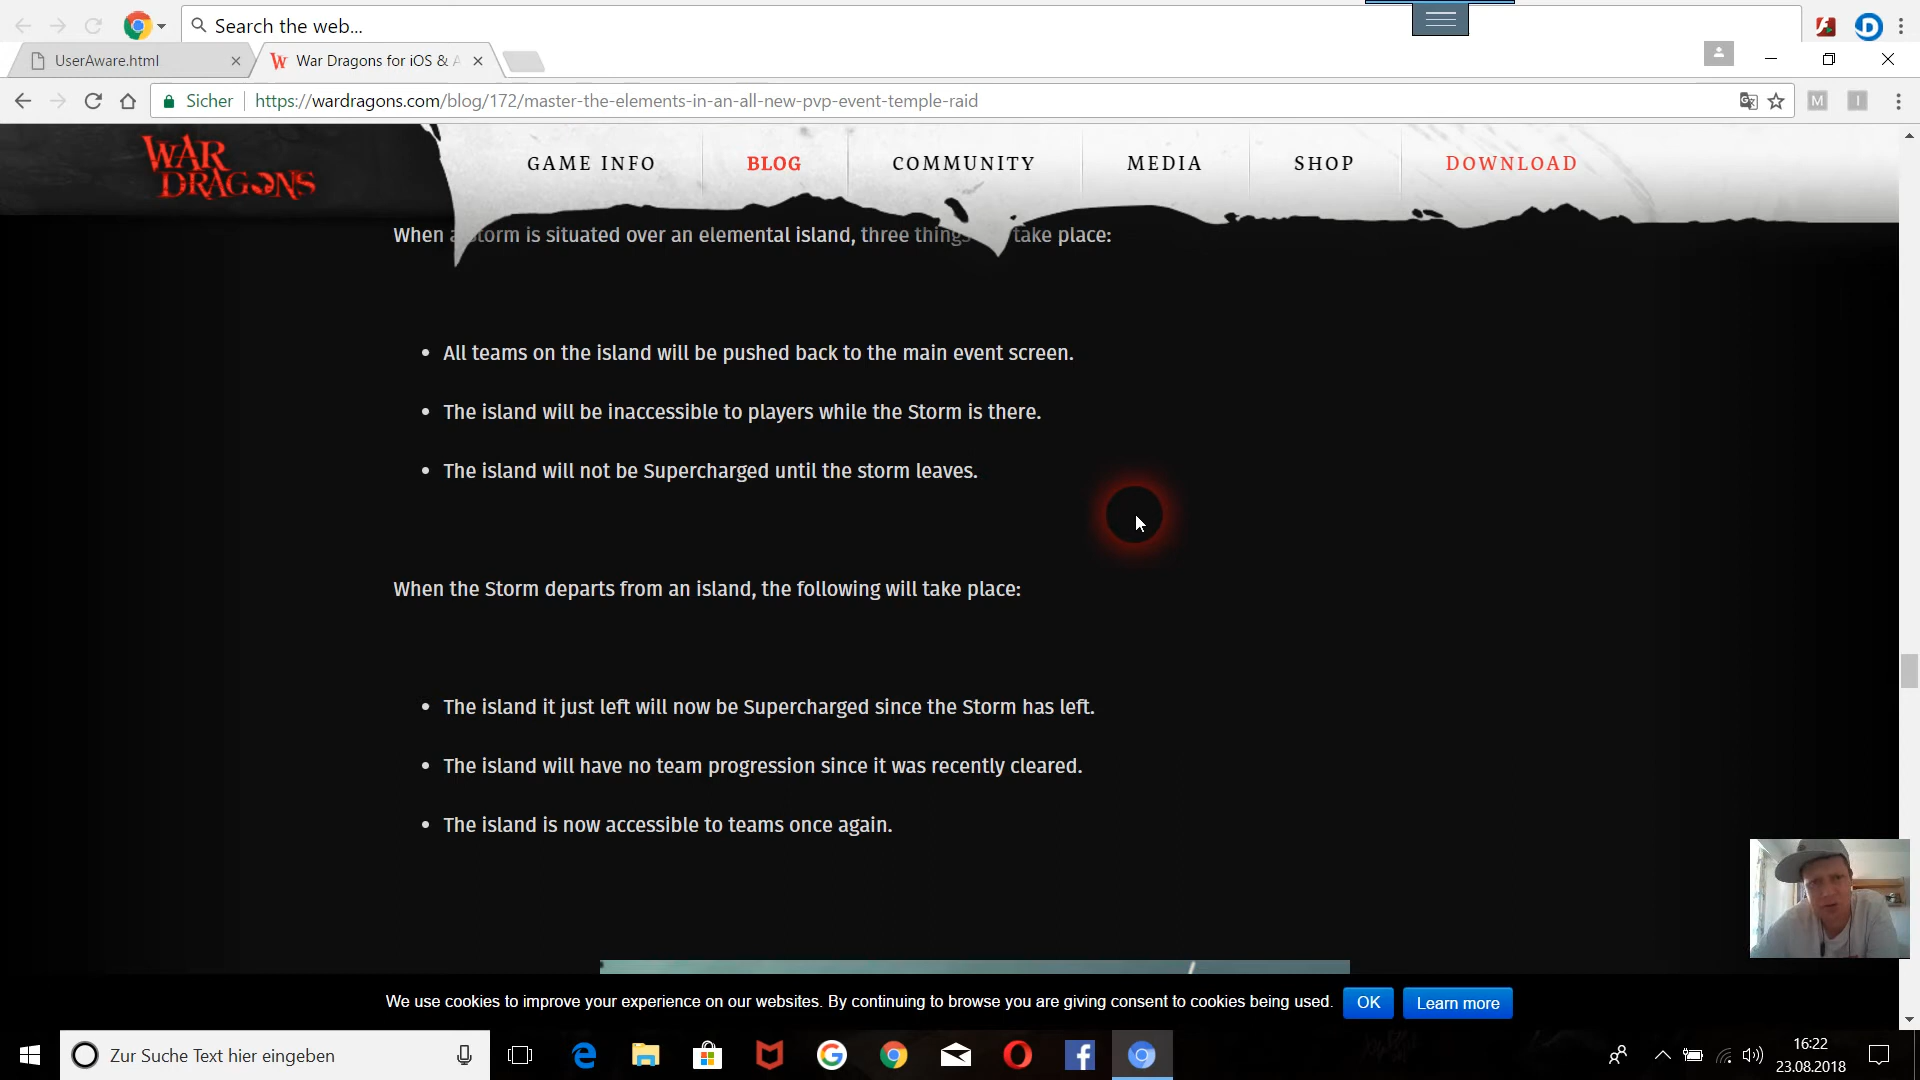 Search the web...
UserAware.html
War Dragons for iOS & A
Sicher
https://wardragons.com/blog/172/master-the-elements-in-an-all-new-pvp-event-temple-raid
M
I
WAR
DRAGONS
GAME INFO
BLOG
COMMUNITY
MEDIA
SHOP
DOWNLOAD
When a Storm is situated over an elemental island, three things take place:
• All teams on the island will be pushed back to the main event screen.
• The island will be inaccessible to players while the Storm is there.
• The island will not be Supercharged until the storm leaves.
When the Storm departs from an island, the following will take place:
• The island it just left will now be Supercharged since the Storm has left.
• The island will have no team progression since it was recently cleared.
• The island is now accessible to teams once again.
We use cookies to improve your experience on our websites. By continuing to browse you are giving consent to cookies being used.
OK
Learn more
Zur Suche Text hier eingeben
16:22
23.08.2018